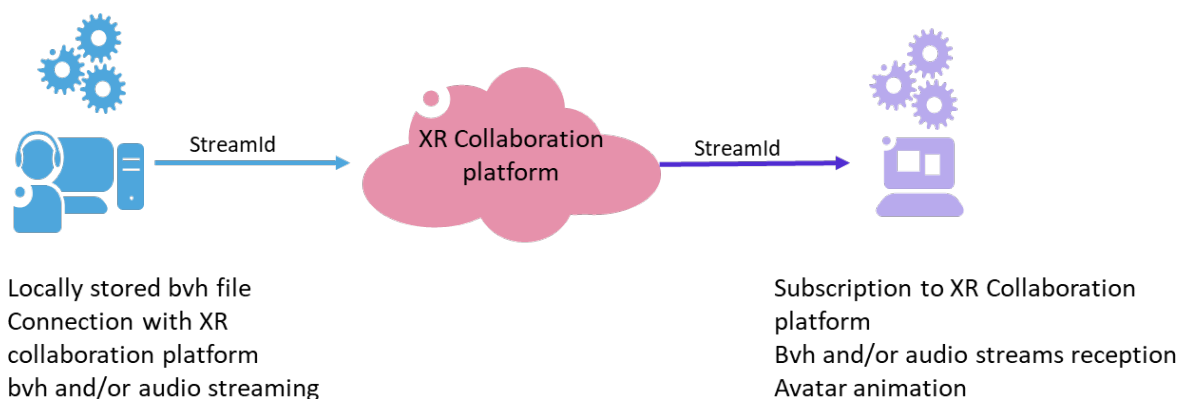 StreamId
XR Collaboration
platform
StreamId
Locally stored bvh file
Connection with XR
collaboration platform
bvh and/or audio streaming
Subscription to XR Collaboration
platform
Bvh and/or audio streams reception
Avatar animation